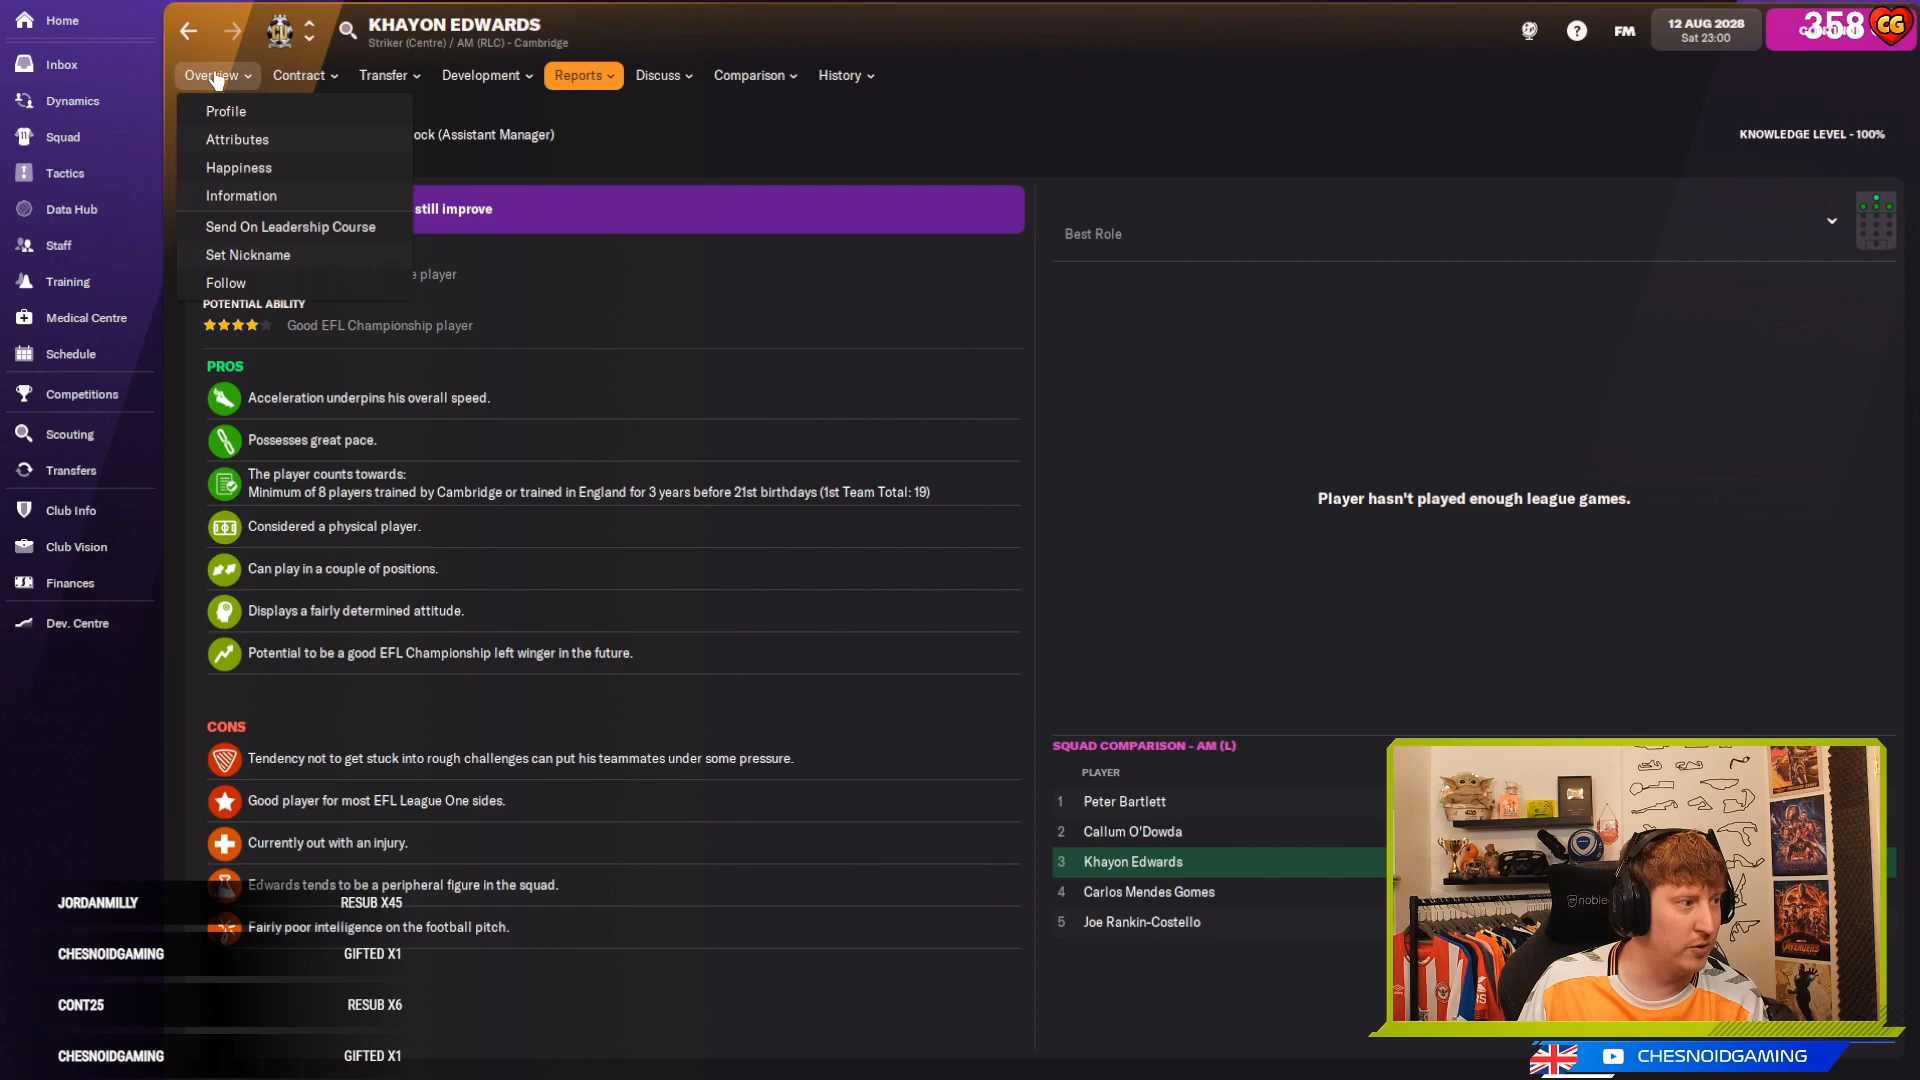 Home
Inbox
Dynamics
Squad
Tactics
Data Hub
Staff
Training
Medical Centre
Schedule
Competitions
Scouting
Transfers
Club Info
Club Vision
Finances
Dev. Centre
KHAYON EDWARDS
Striker (Centre) / AM (RLC) - Cambridge
FM
12 AUG 2028
Sat 23:00
358
CG
Overview
Contract
Transfer
Development
Reports
Discuss
Comparison
History
Profile
Attributes
Happiness
Information
Send On Leadership Course
Set Nickname
Follow
ock (Assistant Manager)
KNOWLEDGE LEVEL - 100%
still improve
e player
POTENTIAL ABILITY
Good EFL Championship player
PROS
Acceleration underpins his overall speed.
Possesses great pace.
The player counts towards:
Minimum of 8 players trained by Cambridge or trained in England for 3 years before 21st birthdays (1st Team Total: 19)
Considered a physical player.
Can play in a couple of positions.
Displays a fairly determined attitude.
Potential to be a good EFL Championship left winger in the future.
CONS
Tendency not to get stuck into rough challenges can put his teammates under some pressure.
Good player for most EFL League One sides.
Currently out with an injury.
Edwards tends to be a peripheral figure in the squad.
Fairly poor intelligence on the football pitch.
JORDANMILLY RESUB X45
CHESNOIDGAMING GIFTED X1
CONT25 RESUB X6
CHESNOIDGAMING GIFTED X1
Best Role
Player hasn't played enough league games.
SQUAD COMPARISON - AM (L)
PLAYER
1 Peter Bartlett
2 Callum O'Dowda
3 Khayon Edwards
4 Carlos Mendes Gomes
5 Joe Rankin-Costello
noble
CHESNOIDGAMING